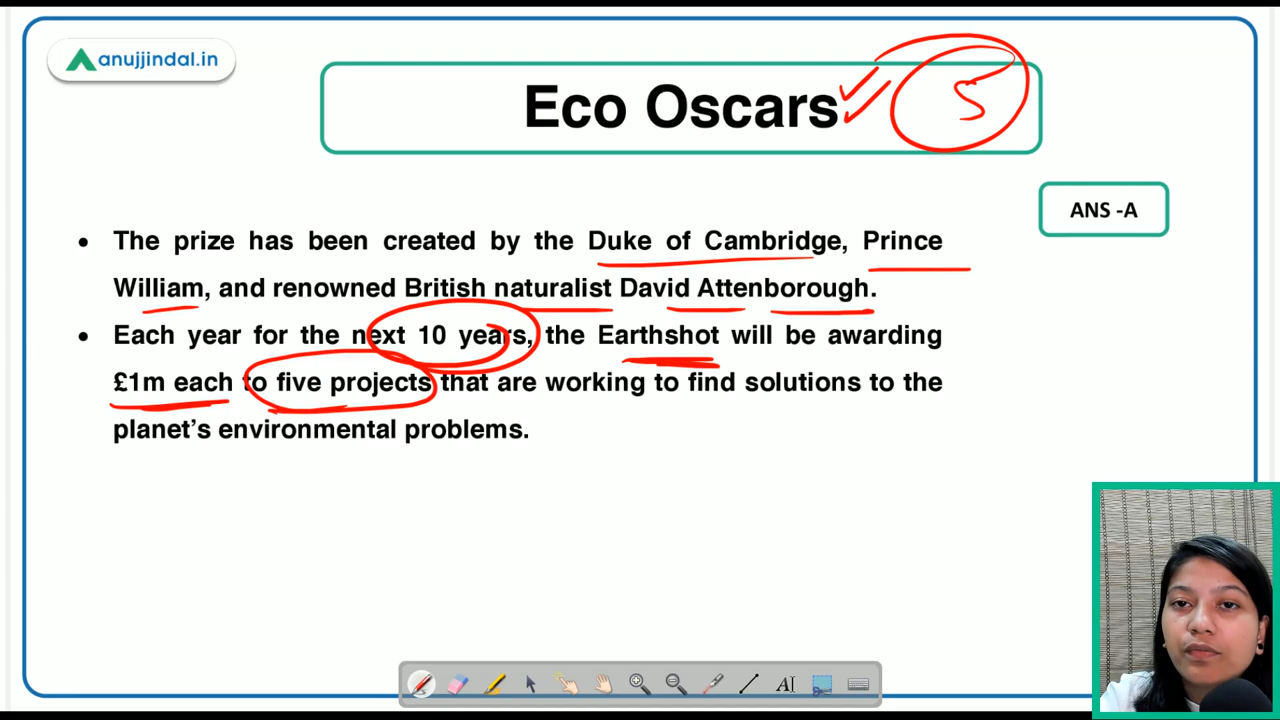 anujjindal.in
Eco Oscars
5
ANS -A
• The prize has been created by the Duke of Cambridge, Prince
William, and renowned British naturalist David Attenborough.
• Each year for the next 10 years, the Earthshot will be awarding
£1m each to five projects that are working to find solutions to the
planet's environmental problems.
AI